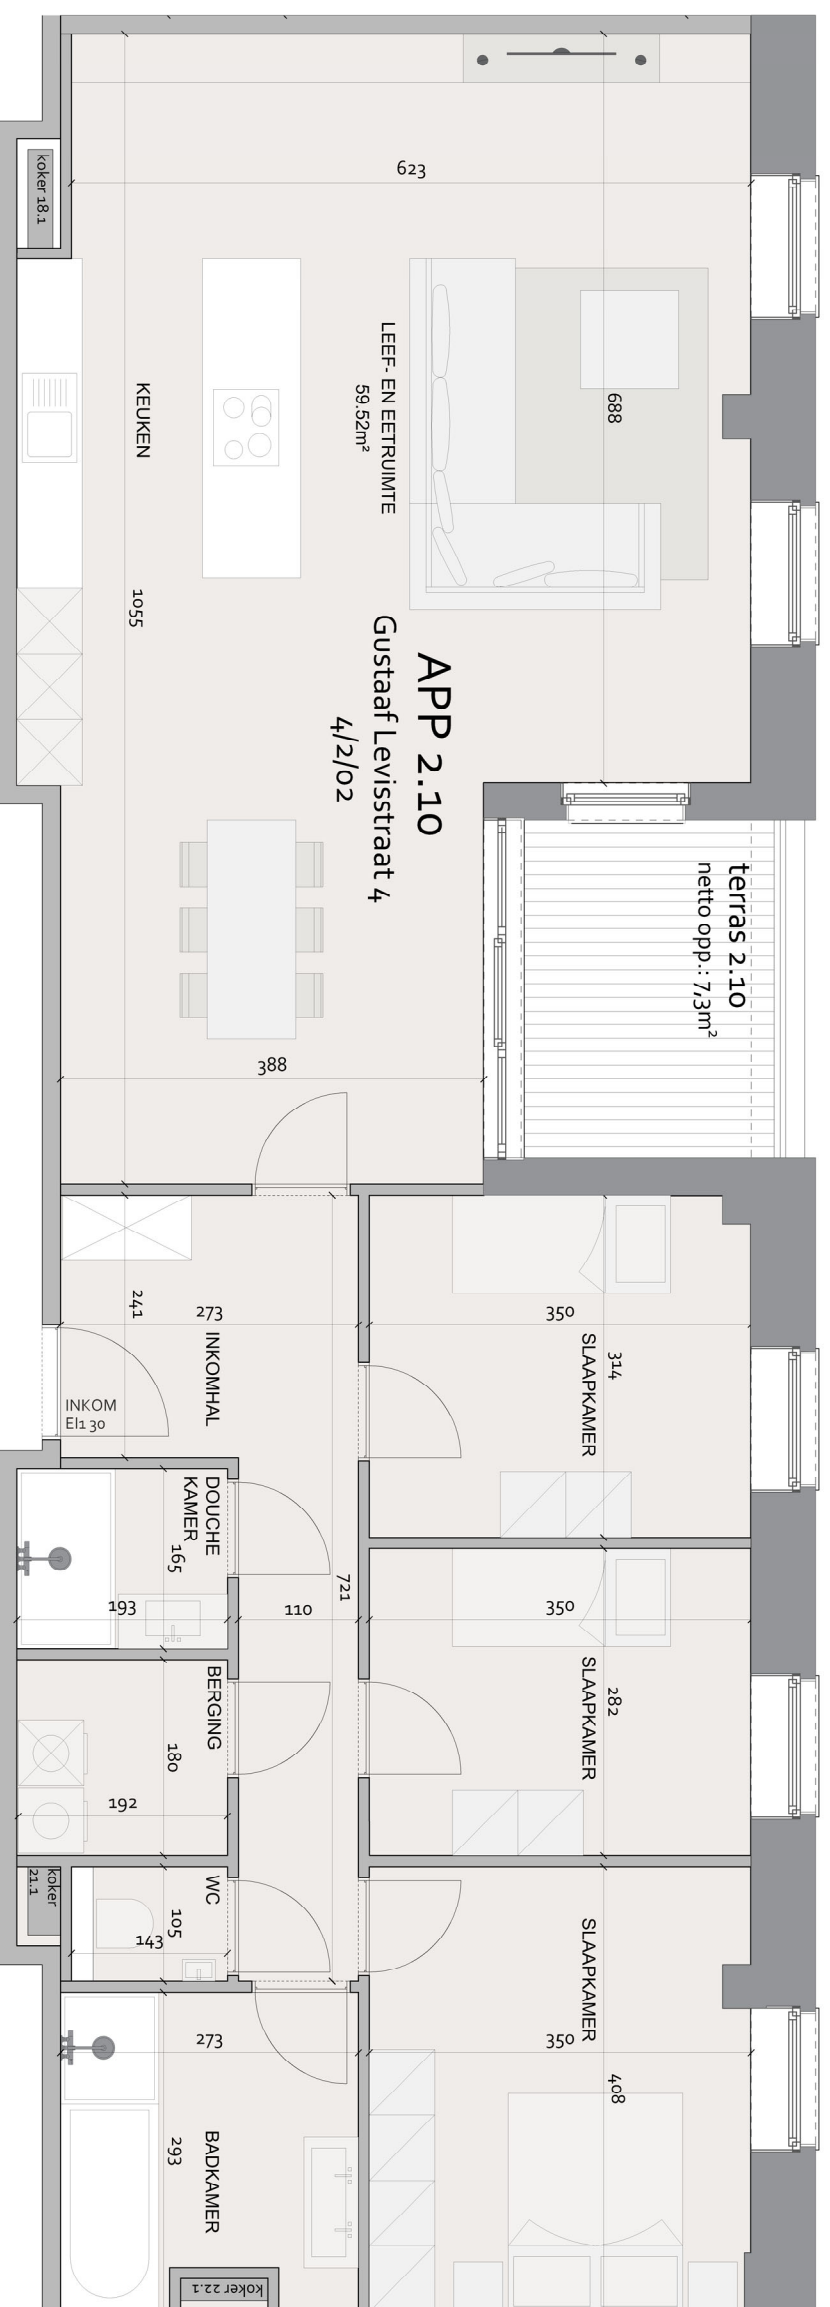 koker 18.1
623
KEUKEN
LEEF- EN EETRUIMTE
59.52m²
688
1055
APP 2.10
Gustaaf Levisstraat 4
4/2/02
terras 2.10
netto opp.: 7,3m²
388
241
273
INKOMHAL
350
314
SLAAPKAMER
INKOM
EI1 30
DOUCHE
KAMER
165
193
721
110
350
282
SLAAPKAMER
BERGING
180
192
koker
21.1
WC
105
143
SLAAPKAMER
273
350
408
BADKAMER
293
koker 22.1